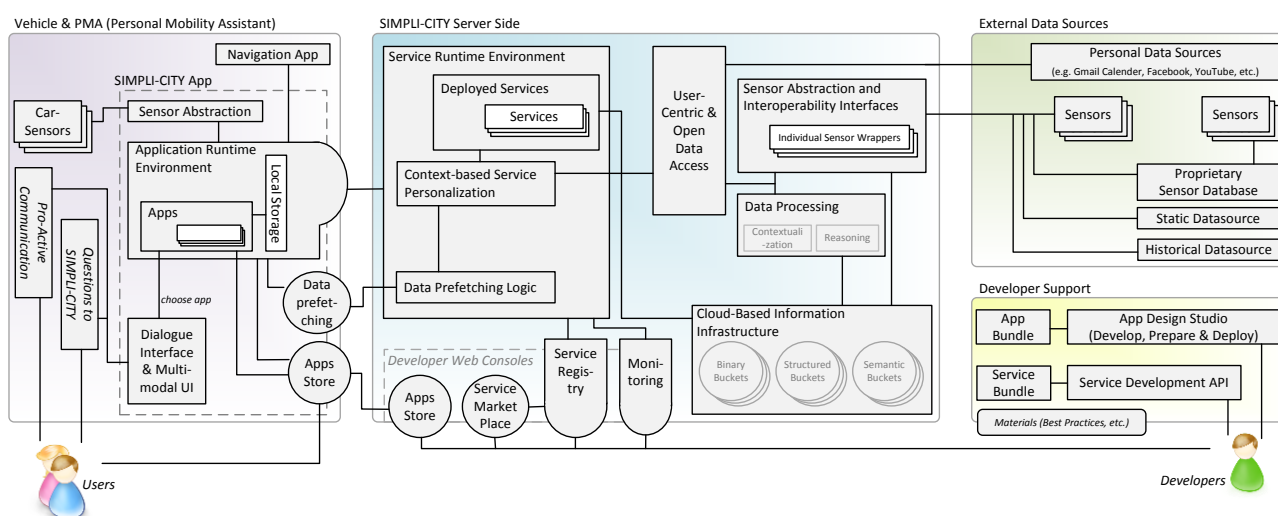 Vehicle & PMA (Personal Mobility Assistant)
Navigation App
SIMPLI-CITY App
Car-
Sensors
Sensor Abstraction
Application Runtime
Environment
Local Storage
Apps
Pro-Active
Communication
Questions to
SIMPLI-CITY
choose app
Data
prefet-
ching
Dialogue
Interface
& Multi-
modal UI
Apps
Store
Users
SIMPLI-CITY Server Side
Service Runtime Environment
Deployed Services
Services
Context-based Service
Personalization
Data Prefetching Logic
User-
Centric &
Open
Data
Access
Sensor Abstraction and
Interoperability Interfaces
Individual Sensor Wrappers
Data Processing
Contextuali
-zation
Reasoning
Cloud-Based Information
Infrastructure
Binary
Buckets
Structured
Buckets
Semantic
Buckets
Developer Web Consoles
Apps
Store
Service
Market
Place
Service
Regis-
try
Moni-
toring
External Data Sources
Personal Data Sources
(e.g. Gmail Calender, Facebook, YouTube, etc.)
Sensors
Sensors
Proprietary
Sensor Database
Static Datasource
Historical Datasource
Developer Support
App
Bundle
App Design Studio
(Develop, Prepare & Deploy)
Service
Bundle
Service Development API
Materials (Best Practices, etc.)
Developers